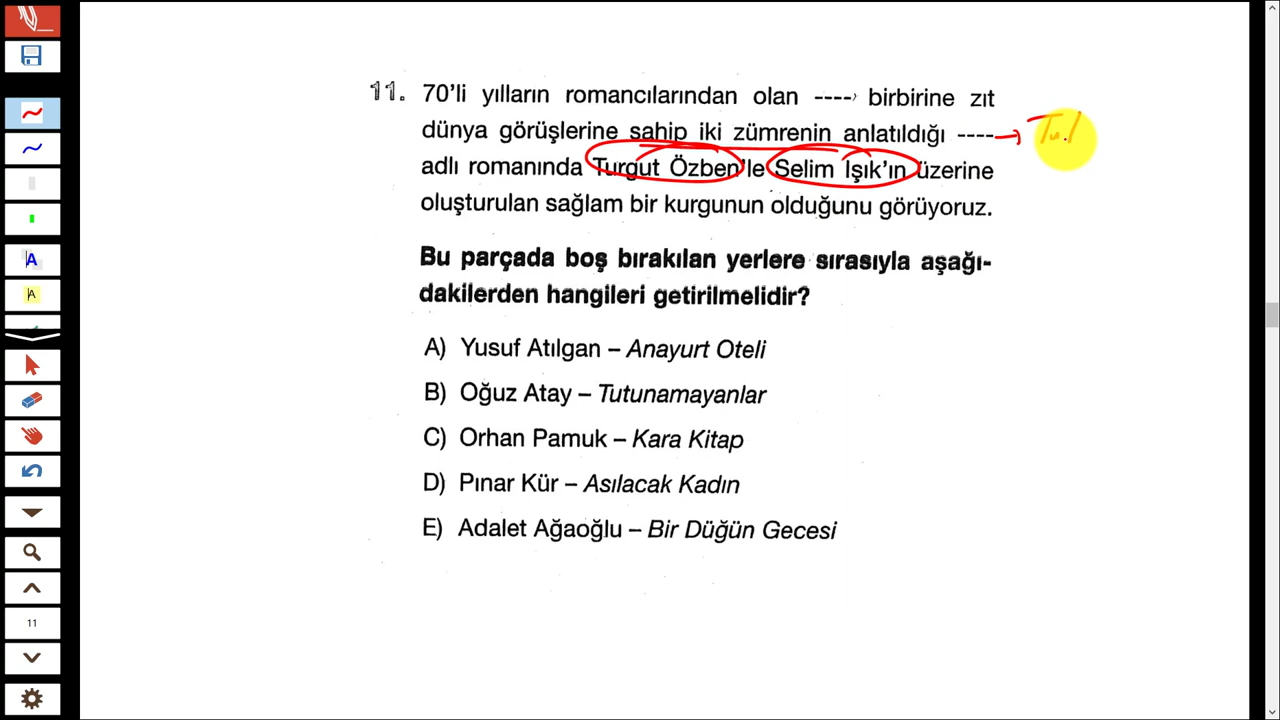 11. 70'li yılların romancılarından olan ---- birbirine zıt
dünya görüşlerine sahip iki zümrenin anlatıldığı ----
adlı romanında Turgut Özben'le Selim Işık'ın üzerine
oluşturulan sağlam bir kurgunun olduğunu görüyoruz.
Bu parçada boş bırakılan yerlere sırasıyla aşağı-
dakilerden hangileri getirilmelidir?
A) Yusuf Atılgan – Anayurt Oteli
B) Oğuz Atay – Tutunamayanlar
C) Orhan Pamuk – Kara Kitap
D) Pınar Kür – Asılacak Kadın
E) Adalet Ağaoğlu – Bir Düğün Gecesi
A
A
11